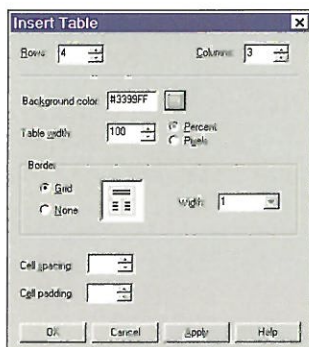 Insert Table
Rows: 4 Columns: 3
Background color: #3399FF
Table width: 100 Percent
Pixels
Border
Grid
None
Width: 1
Cell spacing:
Cell padding:
OK Cancel Apply Help